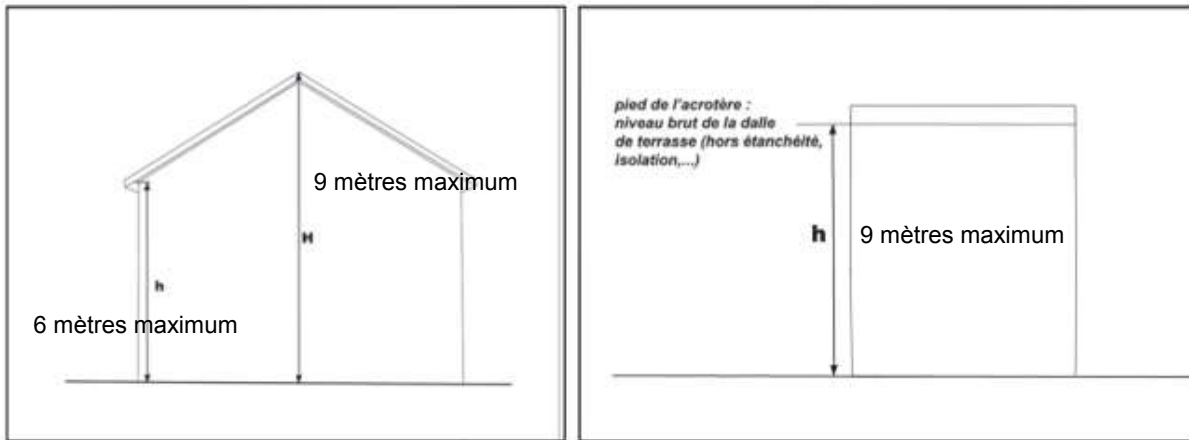 9 mètres maximum
H
h
6 mètres maximum
pied de l'acrotère :
niveau brut de la dalle
de terrasse (hors étanchéité,
isolation,...)
h 9 mètres maximum